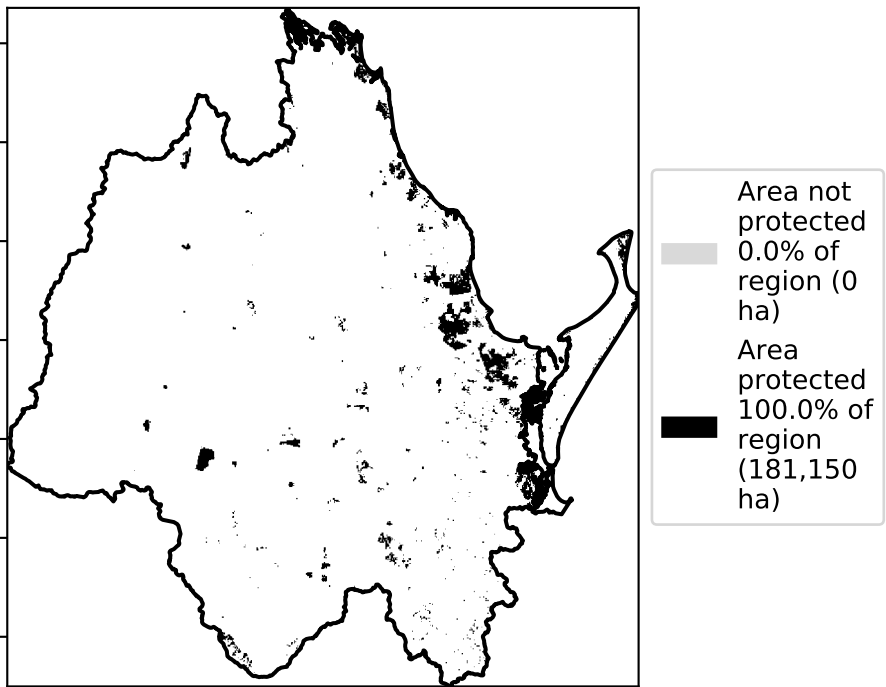 Area not
protected
0.0% of
region (0
ha)
Area
protected
100.0% of
region
(181,150
ha)